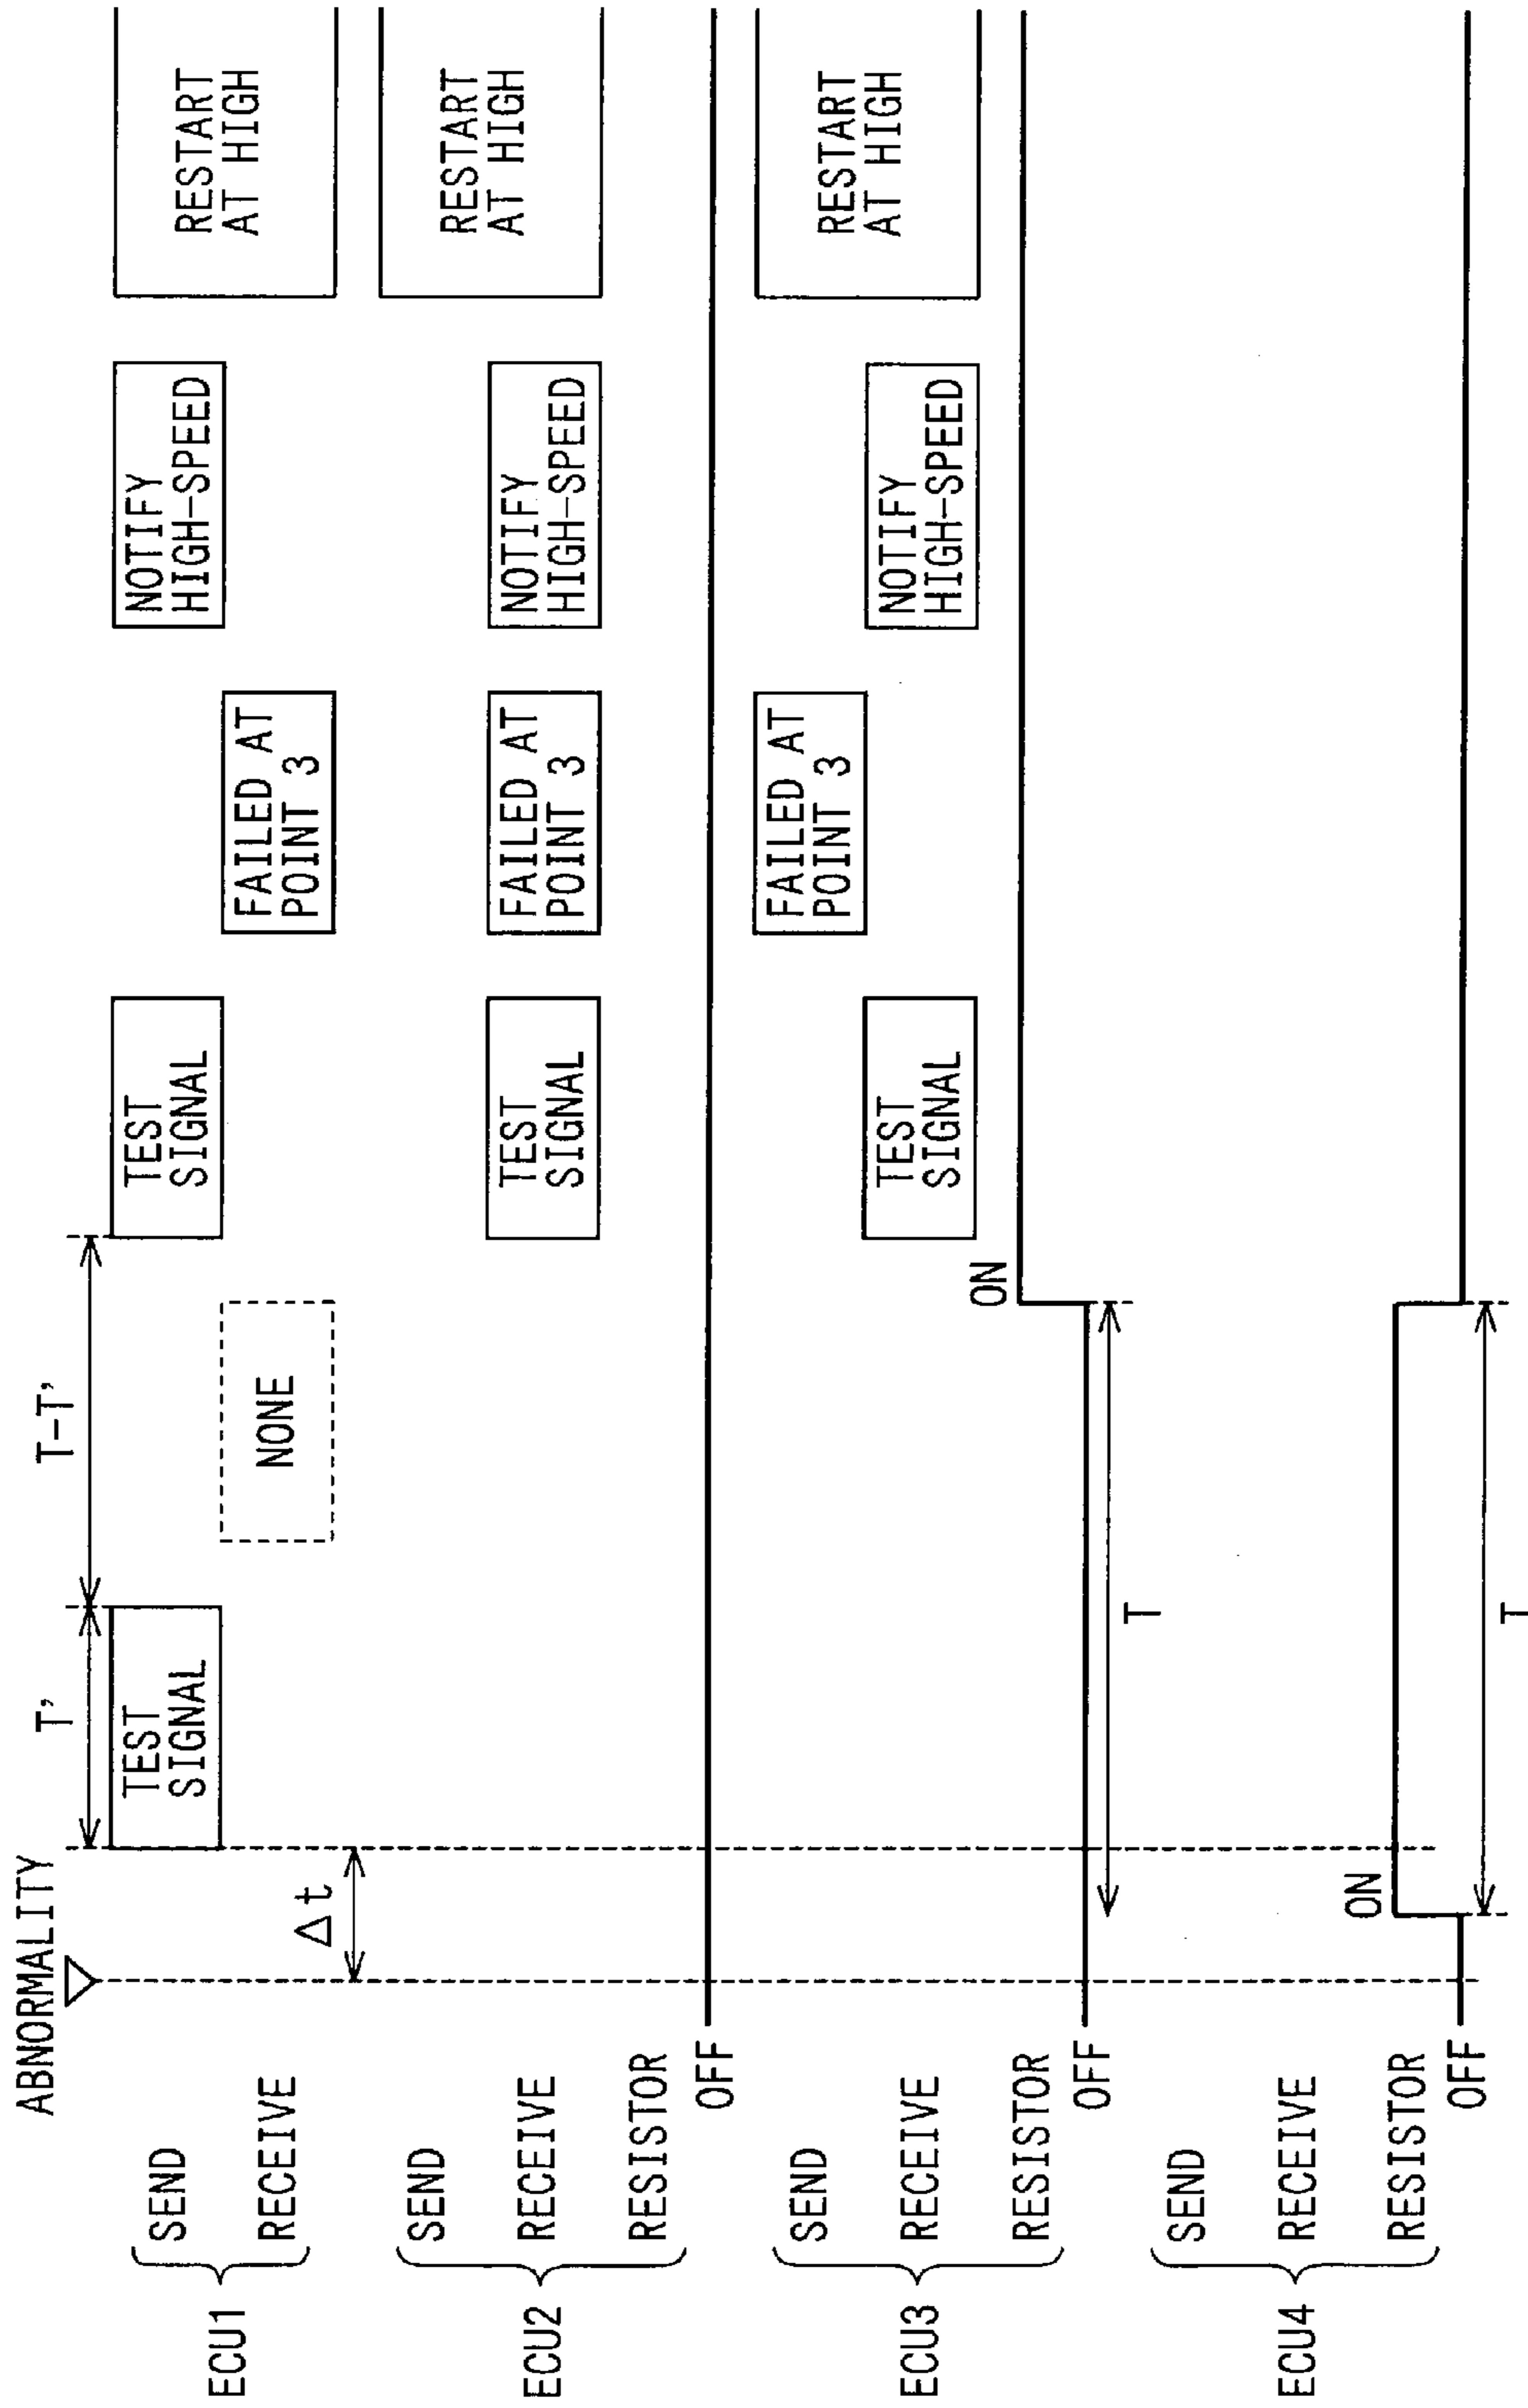 ABNORMALITY
T'
T-T'
Δt
ECU1
SEND
TEST
SIGNAL
TEST
SIGNAL
NOTIFY
HIGH-SPEED
RESTART
AT HIGH
RECEIVE
NONE
FAILED AT
POINT 3
ECU2
SEND
RESTART
AT HIGH
RECEIVE
TEST
SIGNAL
FAILED AT
POINT 3
NOTIFY
HIGH-SPEED
RESISTOR
OFF
ECU3
SEND
FAILED AT
POINT 3
RESTART
AT HIGH
RECEIVE
TEST
SIGNAL
NOTIFY
HIGH-SPEED
RESISTOR
ON
OFF
T
ECU4
SEND
RECEIVE
RESISTOR
ON
OFF
T